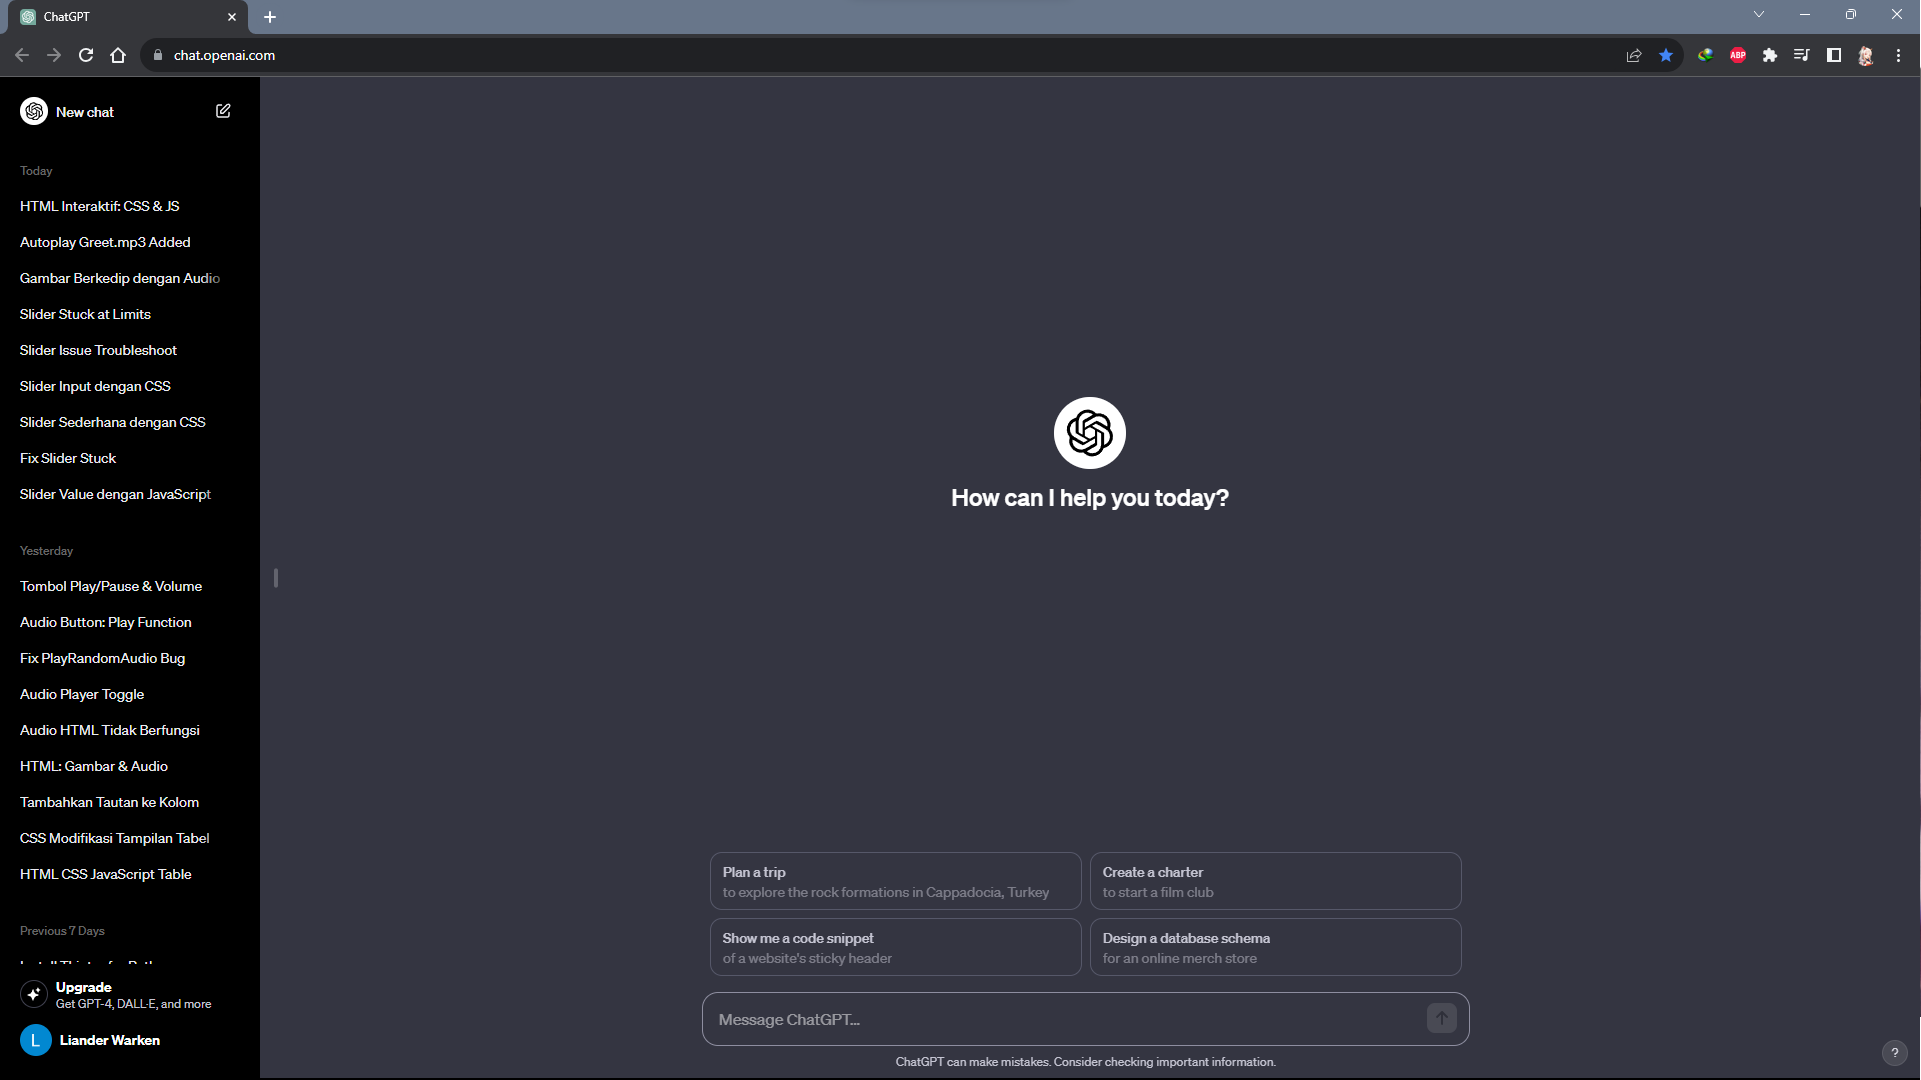 ChatGPT
chat.openai.com
ABP
New chat
Today
HTML Interaktif: CSS & JS
Autoplay Greet.mp3 Added
Gambar Berkedip dengan Audio
Slider Stuck at Limits
Slider Issue Troubleshoot
Slider Input dengan CSS
Slider Sederhana dengan CSS
Fix Slider Stuck
Slider Value dengan JavaScript
Yesterday
Tombol Play/Pause & Volume
Audio Button: Play Function
Fix PlayRandomAudio Bug
Audio Player Toggle
Audio HTML Tidak Berfungsi
HTML: Gambar & Audio
Tambahkan Tautan ke Kolom
CSS Modifikasi Tampilan Tabel
HTML CSS JavaScript Table
Previous 7 Days
Upgrade
Get GPT-4, DALL·E, and more
L
Liander Warken
How can I help you today?
Plan a trip
to explore the rock formations in Cappadocia, Turkey
Create a charter
to start a film club
Show me a code snippet
of a website's sticky header
Design a database schema
for an online merch store
Message ChatGPT...
ChatGPT can make mistakes. Consider checking important information.
?